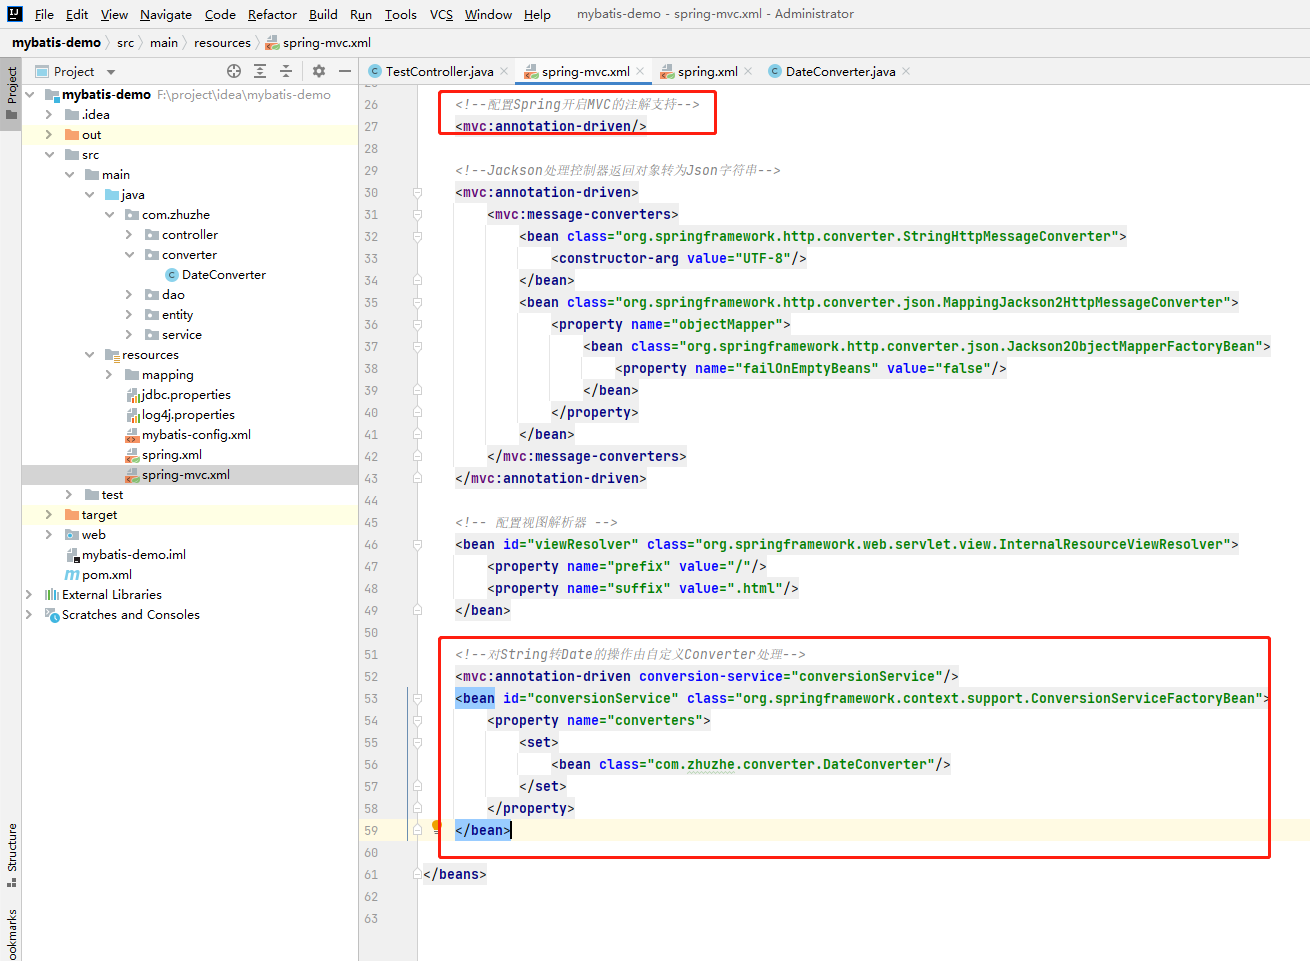 File Edit View Navigate Code Refactor Build Run Tools VCS Window Help mybatis-demo - spring-mvc.xml - Administrator
mybatis-demo src main resources spring-mvc.xml
Project
Project
TestController.java spring-mvc.xml spring.xml DateConverter.java
mybatis-demo F:\project\idea\mybatis-demo
.idea
out
src
main
java
com.zhuzhe
controller
converter
DateConverter
dao
entity
service
resources
mapping
jdbc.properties
log4j.properties
mybatis-config.xml
spring.xml
spring-mvc.xml
test
target
web
mybatis-demo.iml
pom.xml
External Libraries
Scratches and Consoles
Structure
26 <!--配置Spring开启MVC的注解支持-->
27 <mvc:annotation-driven/>
28
29 <!--Jackson处理控制器返回对象转为Json字符串-->
30 <mvc:annotation-driven>
31 <mvc:message-converters>
32 <bean class="org.springframework.http.converter.StringHttpMessageConverter">
33 <constructor-arg value="UTF-8"/>
34 </bean>
35 <bean class="org.springframework.http.converter.json.MappingJackson2HttpMessageConverter">
36 <property name="objectMapper">
37 <bean class="org.springframework.http.converter.json.Jackson2ObjectMapperFactoryBean">
38 <property name="failOnEmptyBeans" value="false"/>
39 </bean>
40 </property>
41 </bean>
42 </mvc:message-converters>
43 </mvc:annotation-driven>
44
45 <!-- 配置视图解析器 -->
46 <bean id="viewResolver" class="org.springframework.web.servlet.view.InternalResourceViewResolver">
47 <property name="prefix" value="/"/>
48 <property name="suffix" value=".html"/>
49 </bean>
50
51 <!--对String转Date的操作由自定义Converter处理-->
52 <mvc:annotation-driven conversion-service="conversionService"/>
53 <bean id="conversionService" class="org.springframework.context.support.ConversionServiceFactoryBean">
54 <property name="converters">
55 <set>
56 <bean class="com.zhuzhe.converter.DateConverter"/>
57 </set>
58 </property>
59 </bean>
60
61 </beans>
62
63